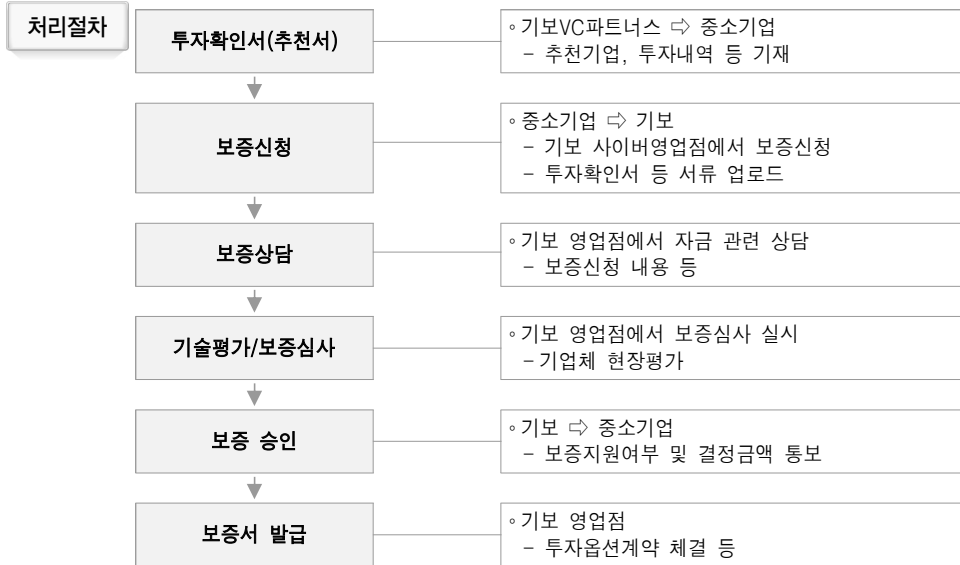 처리절차
투자확인서(추천서)
◦기보VC파트너스 ⇨ 중소기업
- 추천기업, 투자내역 등 기재
보증신청
◦중소기업 ⇨ 기보
- 기보 사이버영업점에서 보증신청
- 투자확인서 등 서류 업로드
보증상담
◦기보 영업점에서 자금 관련 상담
- 보증신청 내용 등
기술평가/보증심사
◦기보 영업점에서 보증심사 실시
-기업체 현장평가
보증 승인
◦기보 ⇨ 중소기업
- 보증지원여부 및 결정금액 통보
보증서 발급
◦기보 영업점
- 투자옵션계약 체결 등